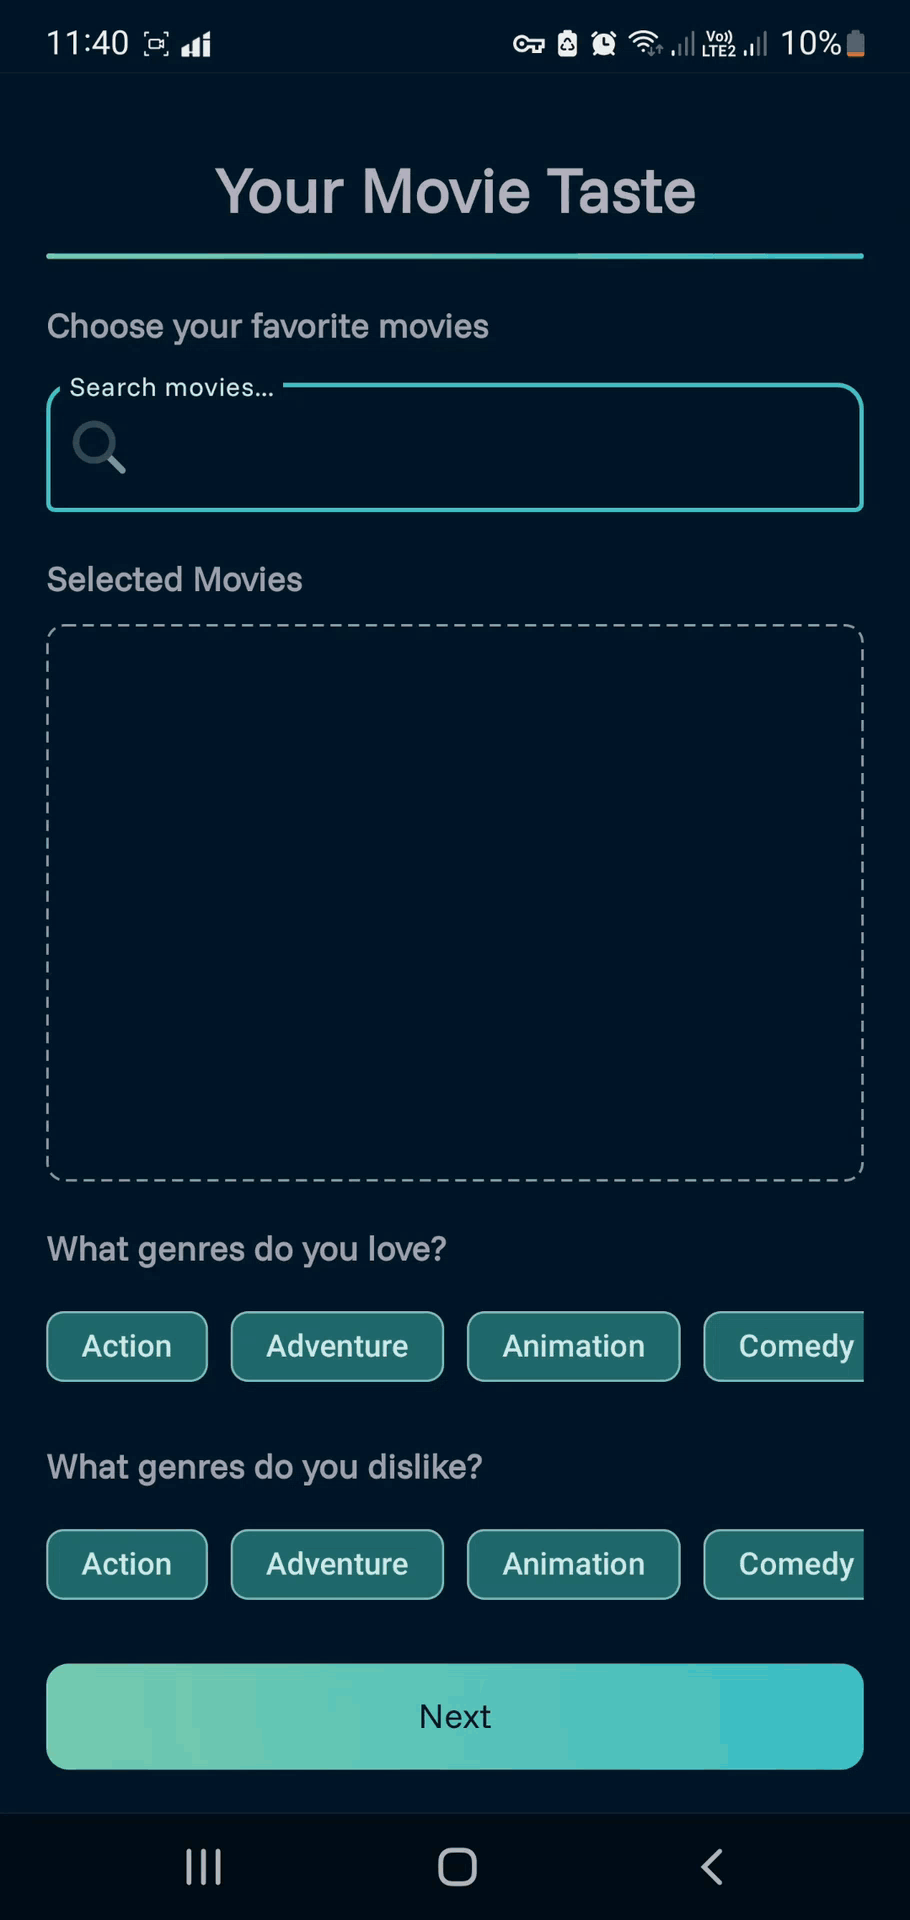 11:40 Vo)) LTE2 10%
Your Movie Taste
Choose your favorite movies
Search movies...
Selected Movies
What genres do you love?
Action Adventure Animation Comedy
What genres do you dislike?
Action Adventure Animation Comedy
Next